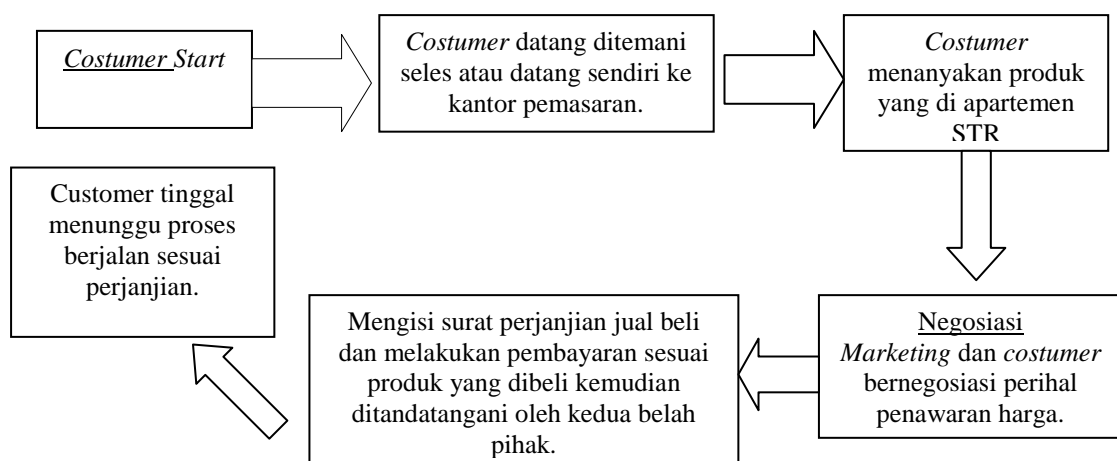 Costumer Start
Costumer datang ditemani
seles atau datang sendiri ke
kantor pemasaran.
Costumer
menanyakan produk
yang di apartemen
STR
Negosiasi
Marketing dan costumer
bernegosiasi perihal
penawaran harga.
Mengisi surat perjanjian jual beli
dan melakukan pembayaran sesuai
produk yang dibeli kemudian
ditandatangani oleh kedua belah
pihak.
Customer tinggal
menunggu proses
berjalan sesuai
perjanjian.